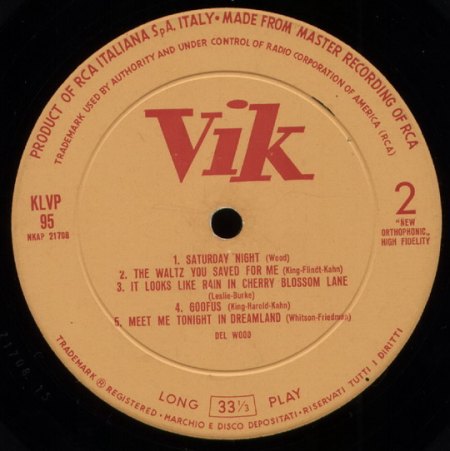 PRODUCT OF RCA ITALIANA SpA. ITALY • MADE FROM MASTER RECORDING OF RCA
TRADEMARK USED BY AUTHORITY AND UNDER CONTROL OF RADIO CORPORATION OF AMERICA (RCA)
Vik
KLVP
95
NKAP 21708
2
"NEW
ORTHOPHONIC„
HIGH FIDELITY
1. SATURDAY NIGHT (Wood)
2. THE WALTZ YOU SAVED FOR ME (King-Flindt-Kahn)
3. IT LOOKS LIKE RAIN IN CHERRY BLOSSOM LANE
(Leslie-Burke)
4. GOOFUS (King-Harold-Kahn)
5. MEET ME TONIGHT IN DREAMLAND (Whitson-Friedman)
DEL WOOD
LONG 33⅓ PLAY
TRADEMARK ® REGISTERED - MARCHIO E DISCO DEPOSITATI - RISERVATI TUTTI I DIRITTI